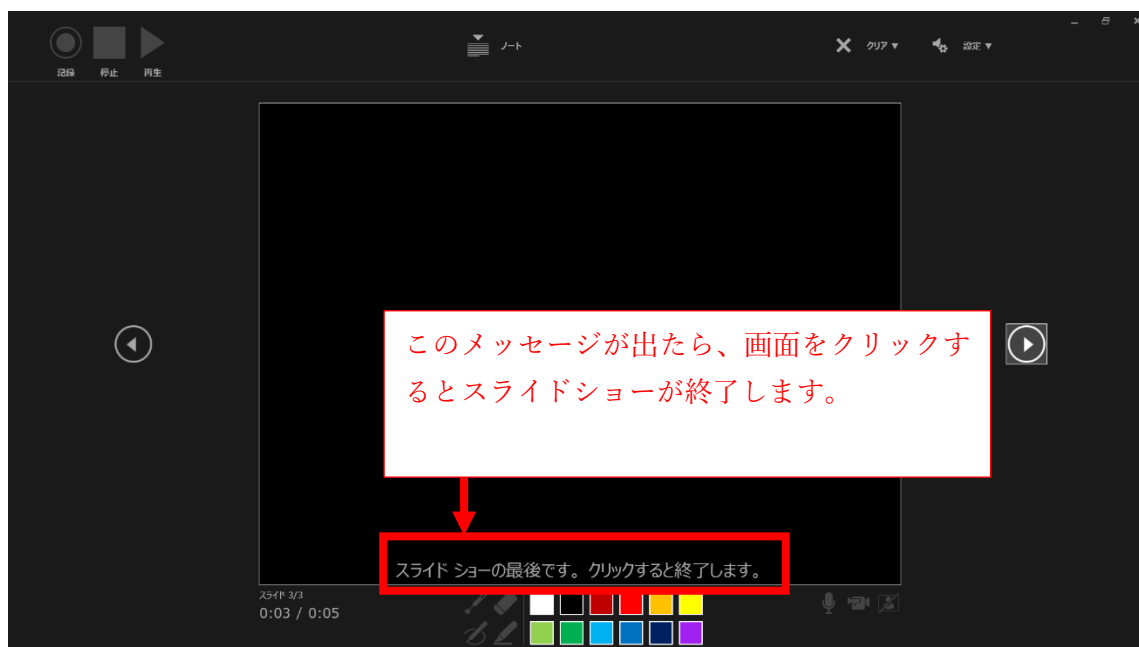 記録 停止 再生
ノート
クリア▼ 設定▼
このメッセージが出たら、画面をクリックす
るとスライドショーが終了します。
スライド ショーの最後です。クリックすると終了します。
スライド 3/3
0:03 / 0:05